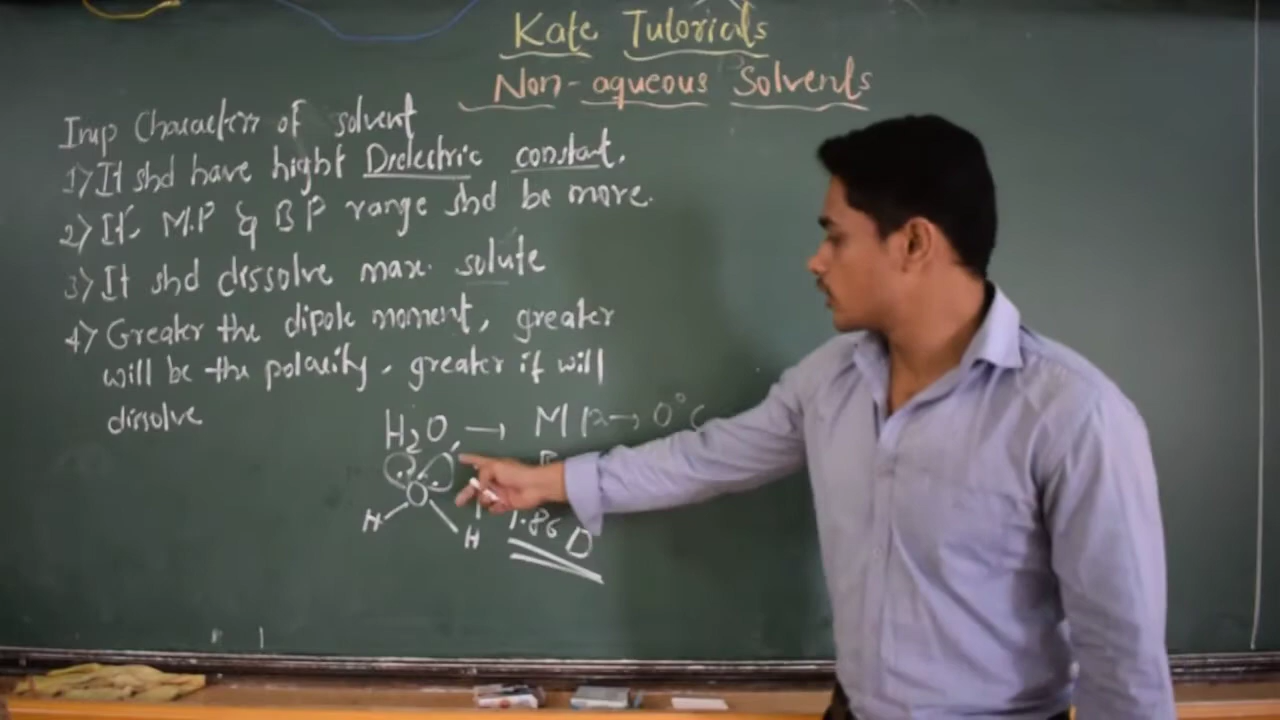 Kate Tutorials
Non-aqueous Solvents
Imp Characters of solvent
1) It shd have hight Dielectric constant.
2) It's M.P & B P range shd be more.
3) It shd dissolve max. solute
4) Greater the dipole moment, greater
will be the polarity, greater it will
dissolve
H₂O → M P → 0°C
O
H H
1.86 D